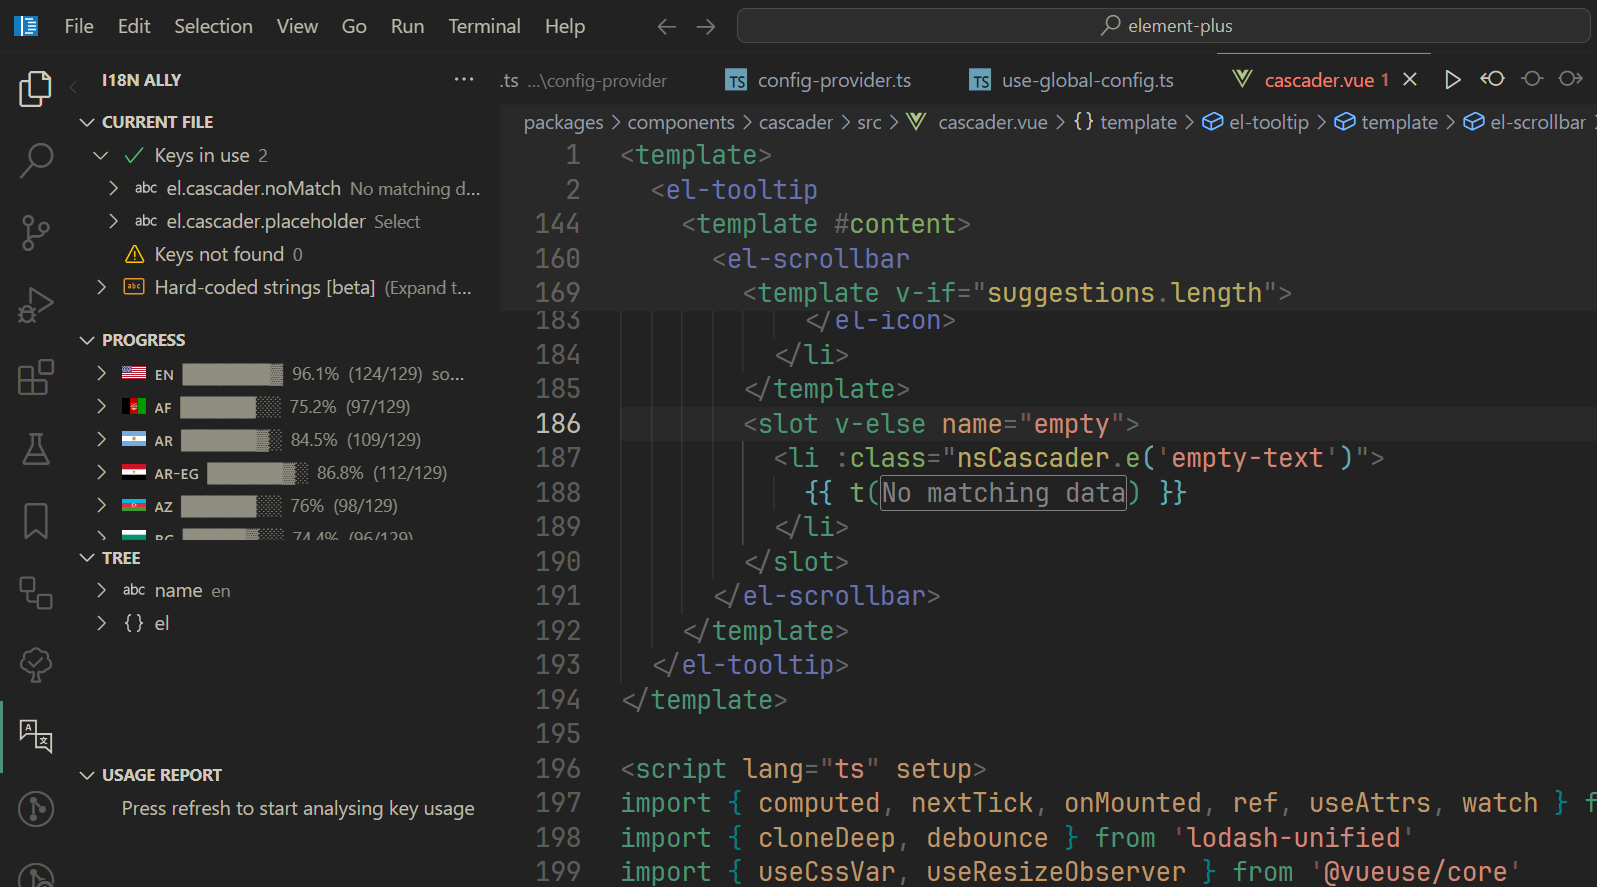 File Edit Selection View Go Run Terminal Help
element-plus
I18N ALLY
.ts ...\config-provider
TS config-provider.ts
TS use-global-config.ts
cascader.vue 1
packages > components > cascader > src > cascader.vue > {} template > el-tooltip > template > el-scrollbar
CURRENT FILE
Keys in use 2
abc el.cascader.noMatch No matching d...
abc el.cascader.placeholder Select
Keys not found 0
abc Hard-coded strings [beta] (Expand t...
PROGRESS
EN 96.1% (124/129) so...
AF 75.2% (97/129)
AR 84.5% (109/129)
AR-EG 86.8% (112/129)
AZ 76% (98/129)
BG 74.4% (96/129)
TREE
abc name en
{} el
USAGE REPORT
Press refresh to start analysing key usage
1 <template>
2 <el-tooltip
144 <template #content>
160 <el-scrollbar
169 <template v-if="suggestions.length">
183 </el-icon>
184 </li>
185 </template>
186 <slot v-else name="empty">
187 <li :class="nsCascader.e('empty-text')">
188 {{ t(No matching data) }}
189 </li>
190 </slot>
191 </el-scrollbar>
192 </template>
193 </el-tooltip>
194 </template>
195
196 <script lang="ts" setup>
197 import { computed, nextTick, onMounted, ref, useAttrs, watch } f
198 import { cloneDeep, debounce } from 'lodash-unified'
199 import { useCssVar, useResizeObserver } from '@vueuse/core'